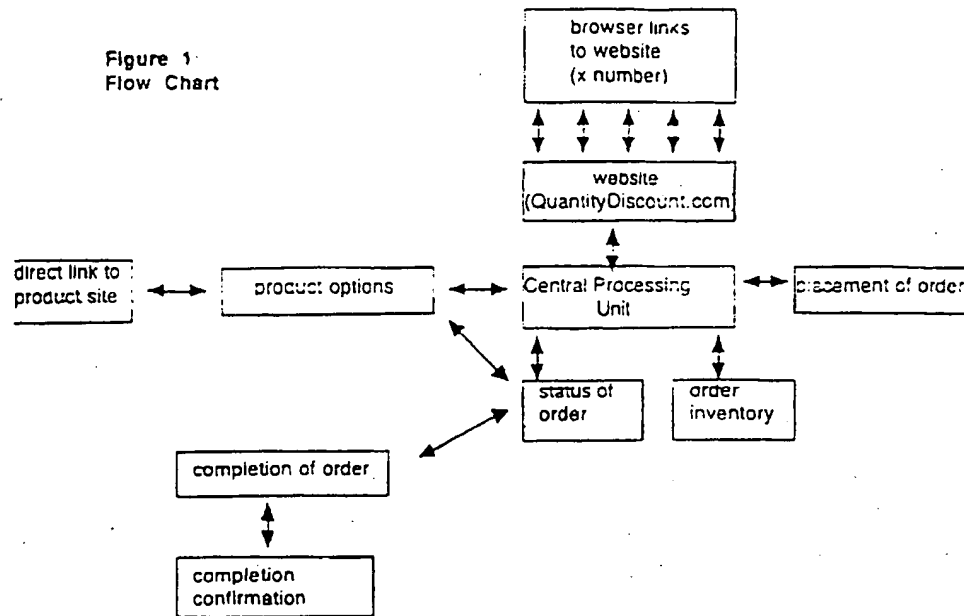 Figure 1
Flow Chart
browser links
to website
(x number)
website
(QuantityDiscount.com
direct link to
product site
product options
Central Processing
Unit
placement of order
status of
order
order
inventory
completion of order
completion
confirmation